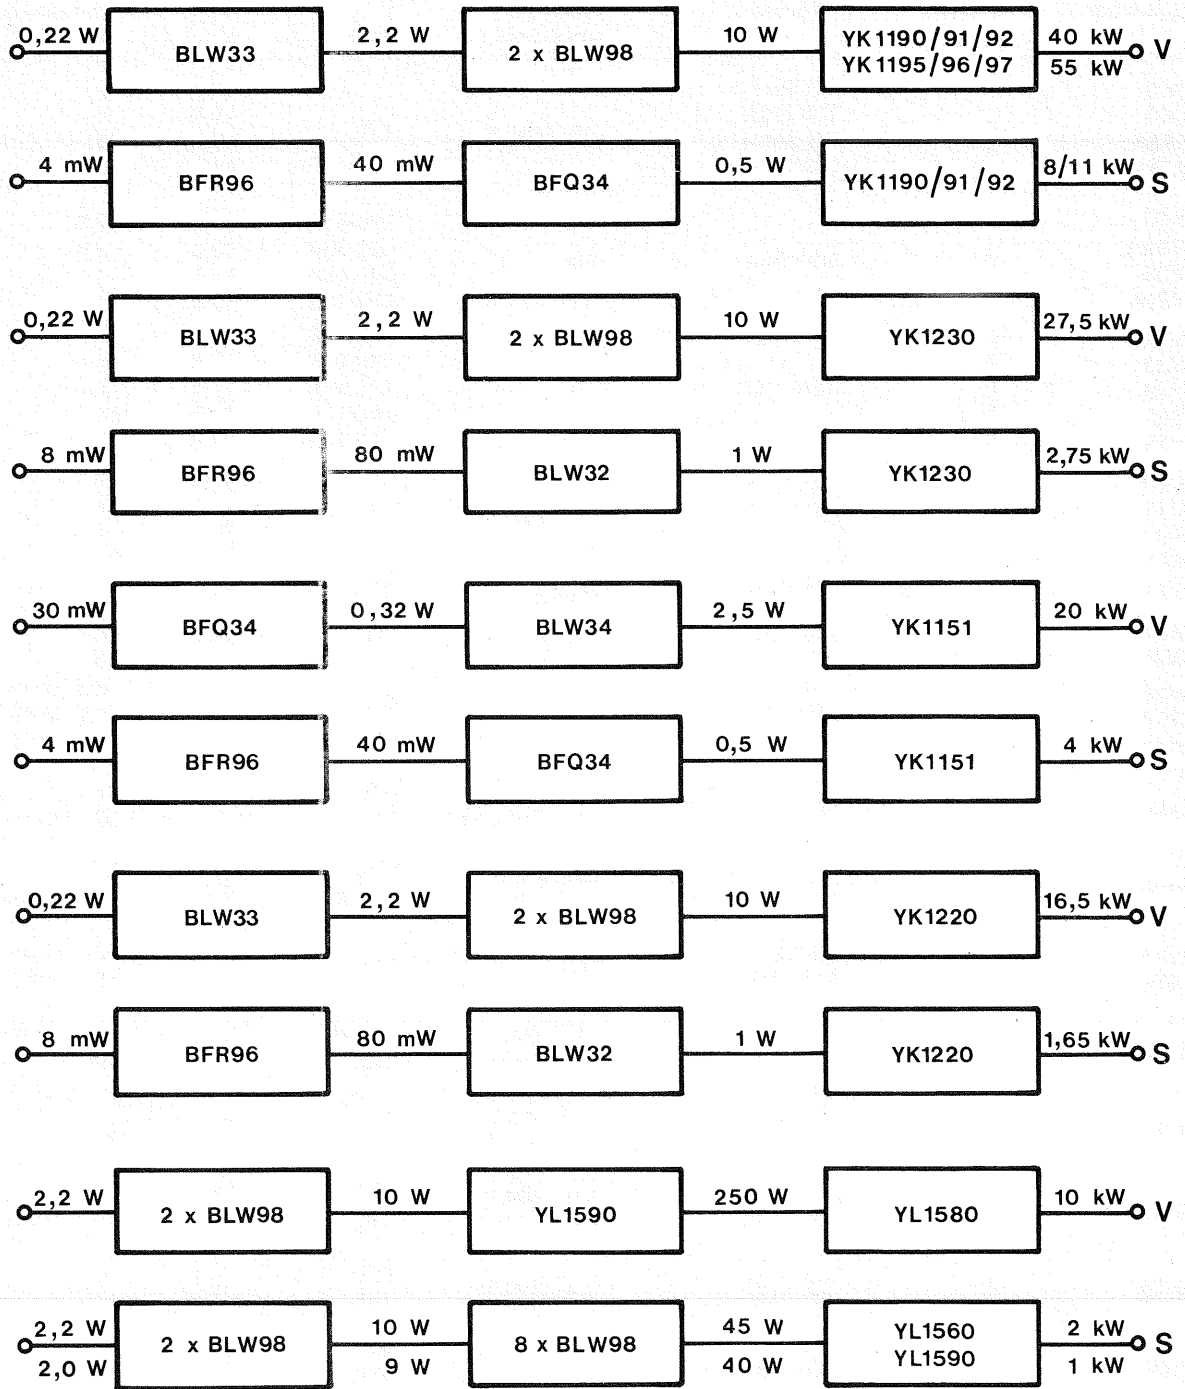 0,22 W BLW33 2,2 W 2 x BLW98 10 W YK1190/91/92 40 kW V
YK1195/96/97 55 kW
4 mW BFR96 40 mW BFQ34 0,5 W YK1190/91/92 8/11 kW S
0,22 W BLW33 2,2 W 2 x BLW98 10 W YK1230 27,5 kW V
8 mW BFR96 80 mW BLW32 1 W YK1230 2,75 kW S
30 mW BFQ34 0,32 W BLW34 2,5 W YK1151 20 kW V
4 mW BFR96 40 mW BFQ34 0,5 W YK1151 4 kW S
0,22 W BLW33 2,2 W 2 x BLW98 10 W YK1220 16,5 kW V
8 mW BFR96 80 mW BLW32 1 W YK1220 1,65 kW S
2,2 W 2 x BLW98 10 W YL1590 250 W YL1580 10 kW V
2,2 W 2 x BLW98 10 W 8 x BLW98 45 W YL1560 2 kW S
2,0 W 9 W 40 W YL1590 1 kW